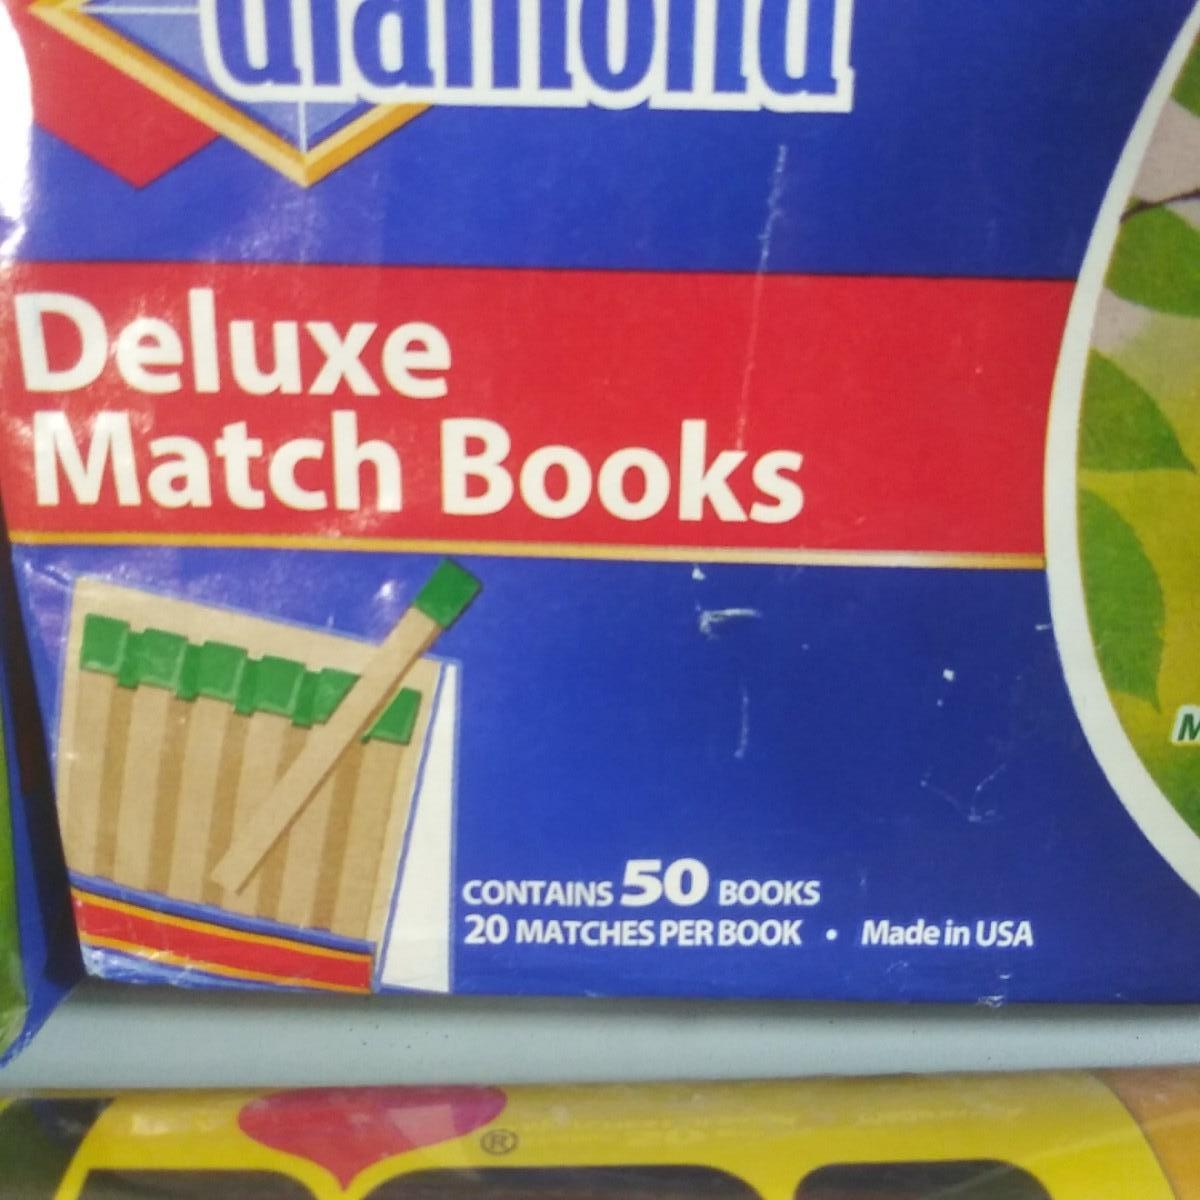 diamond
Deluxe
Match Books
CONTAINS 50 BOOKS
20 MATCHES PER BOOK • Made in USA
M
®